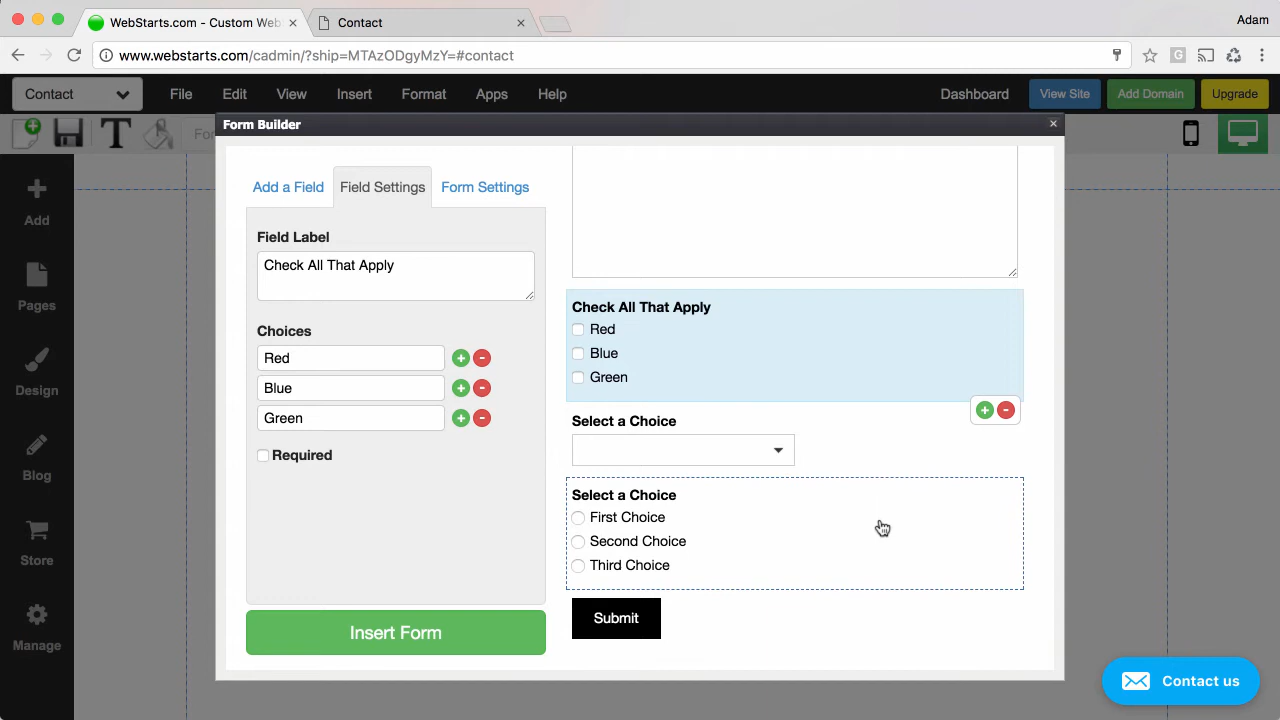 WebStarts.com - Custom Web
Contact
Adam
www.webstarts.com/cadmin/?ship=MTAzODgyMzY=#contact
Contact
File
Edit
View
Insert
Format
Apps
Help
Dashboard
View Site
Add Domain
Upgrade
Form Builder
Add
Pages
Design
Blog
Store
Manage
Add a Field
Field Settings
Form Settings
Field Label
Check All That Apply
Choices
Red
Blue
Green
Required
Insert Form
Check All That Apply
Red
Blue
Green
Select a Choice
Select a Choice
First Choice
Second Choice
Third Choice
Submit
Contact us